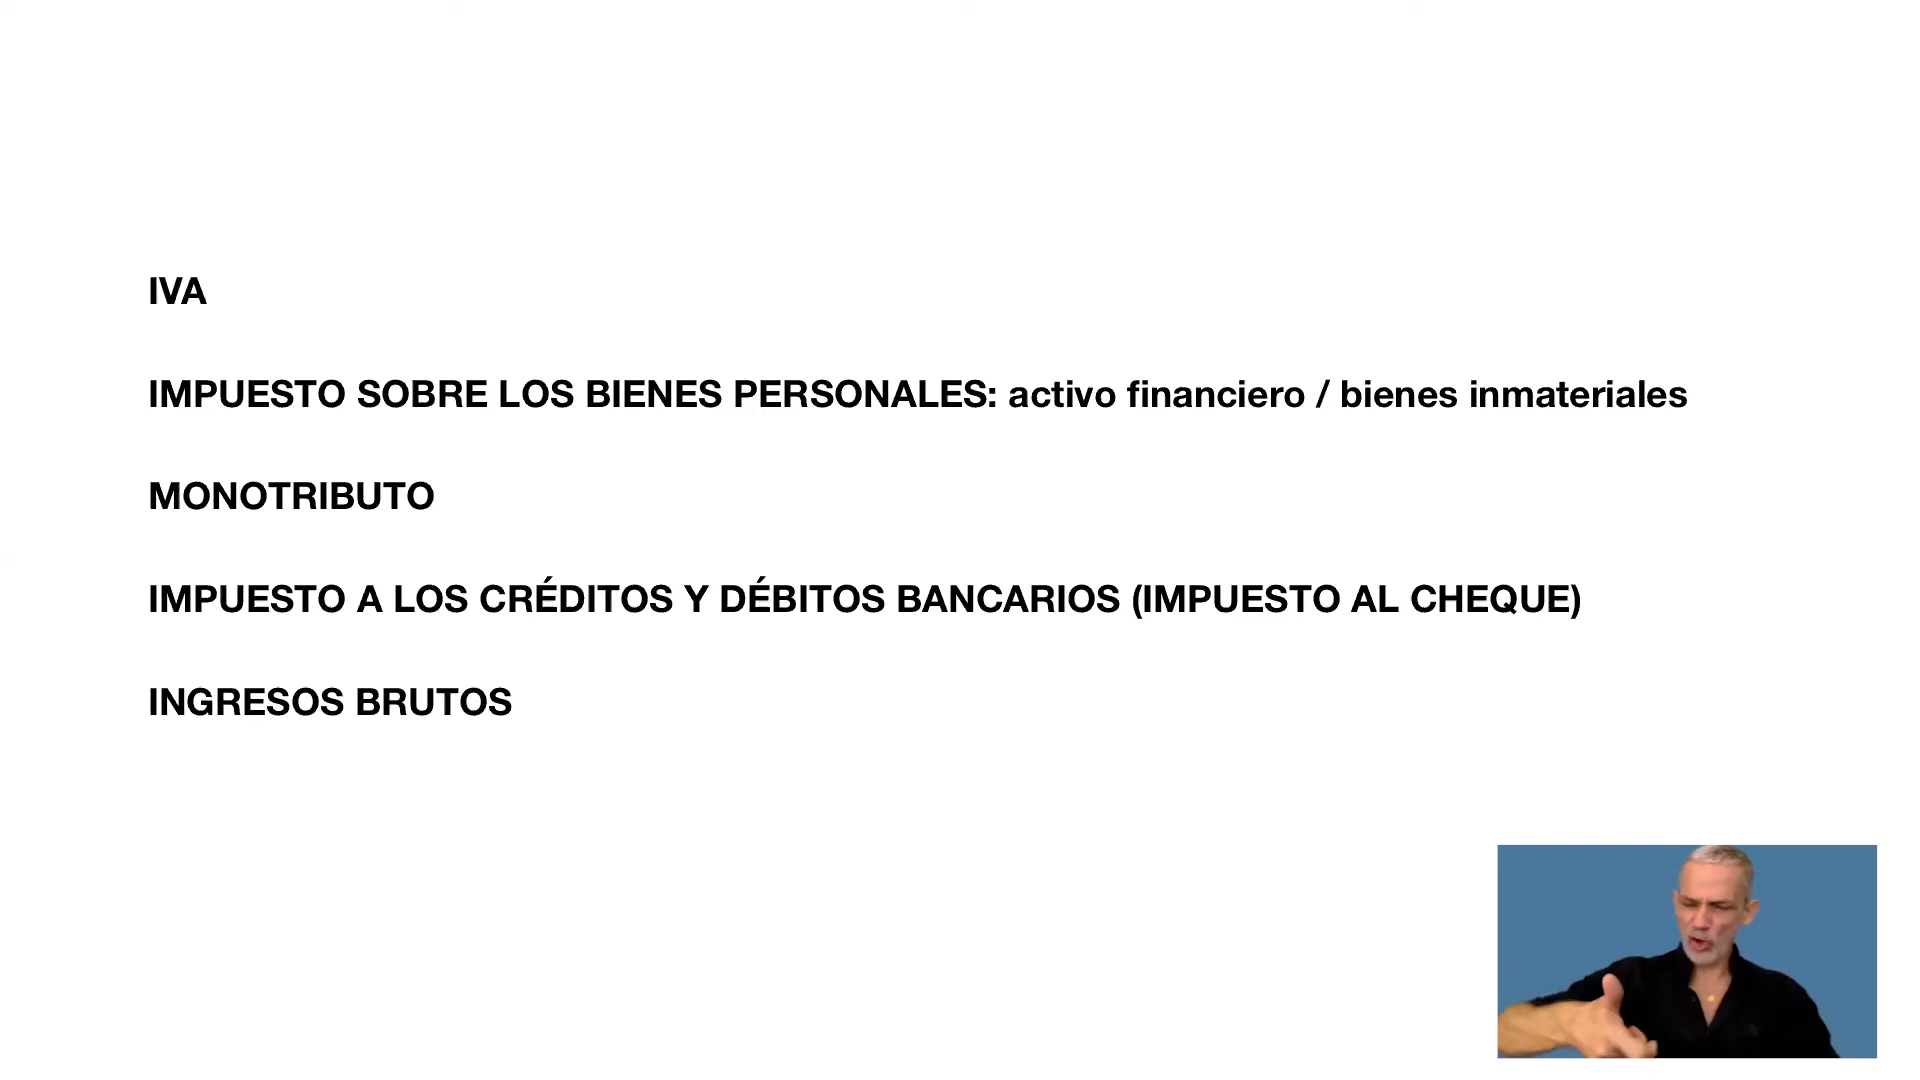 IVA
IMPUESTO SOBRE LOS BIENES PERSONALES: activo financiero / bienes inmateriales
MONOTRIBUTO
IMPUESTO A LOS CRÉDITOS Y DÉBITOS BANCARIOS (IMPUESTO AL CHEQUE)
INGRESOS BRUTOS